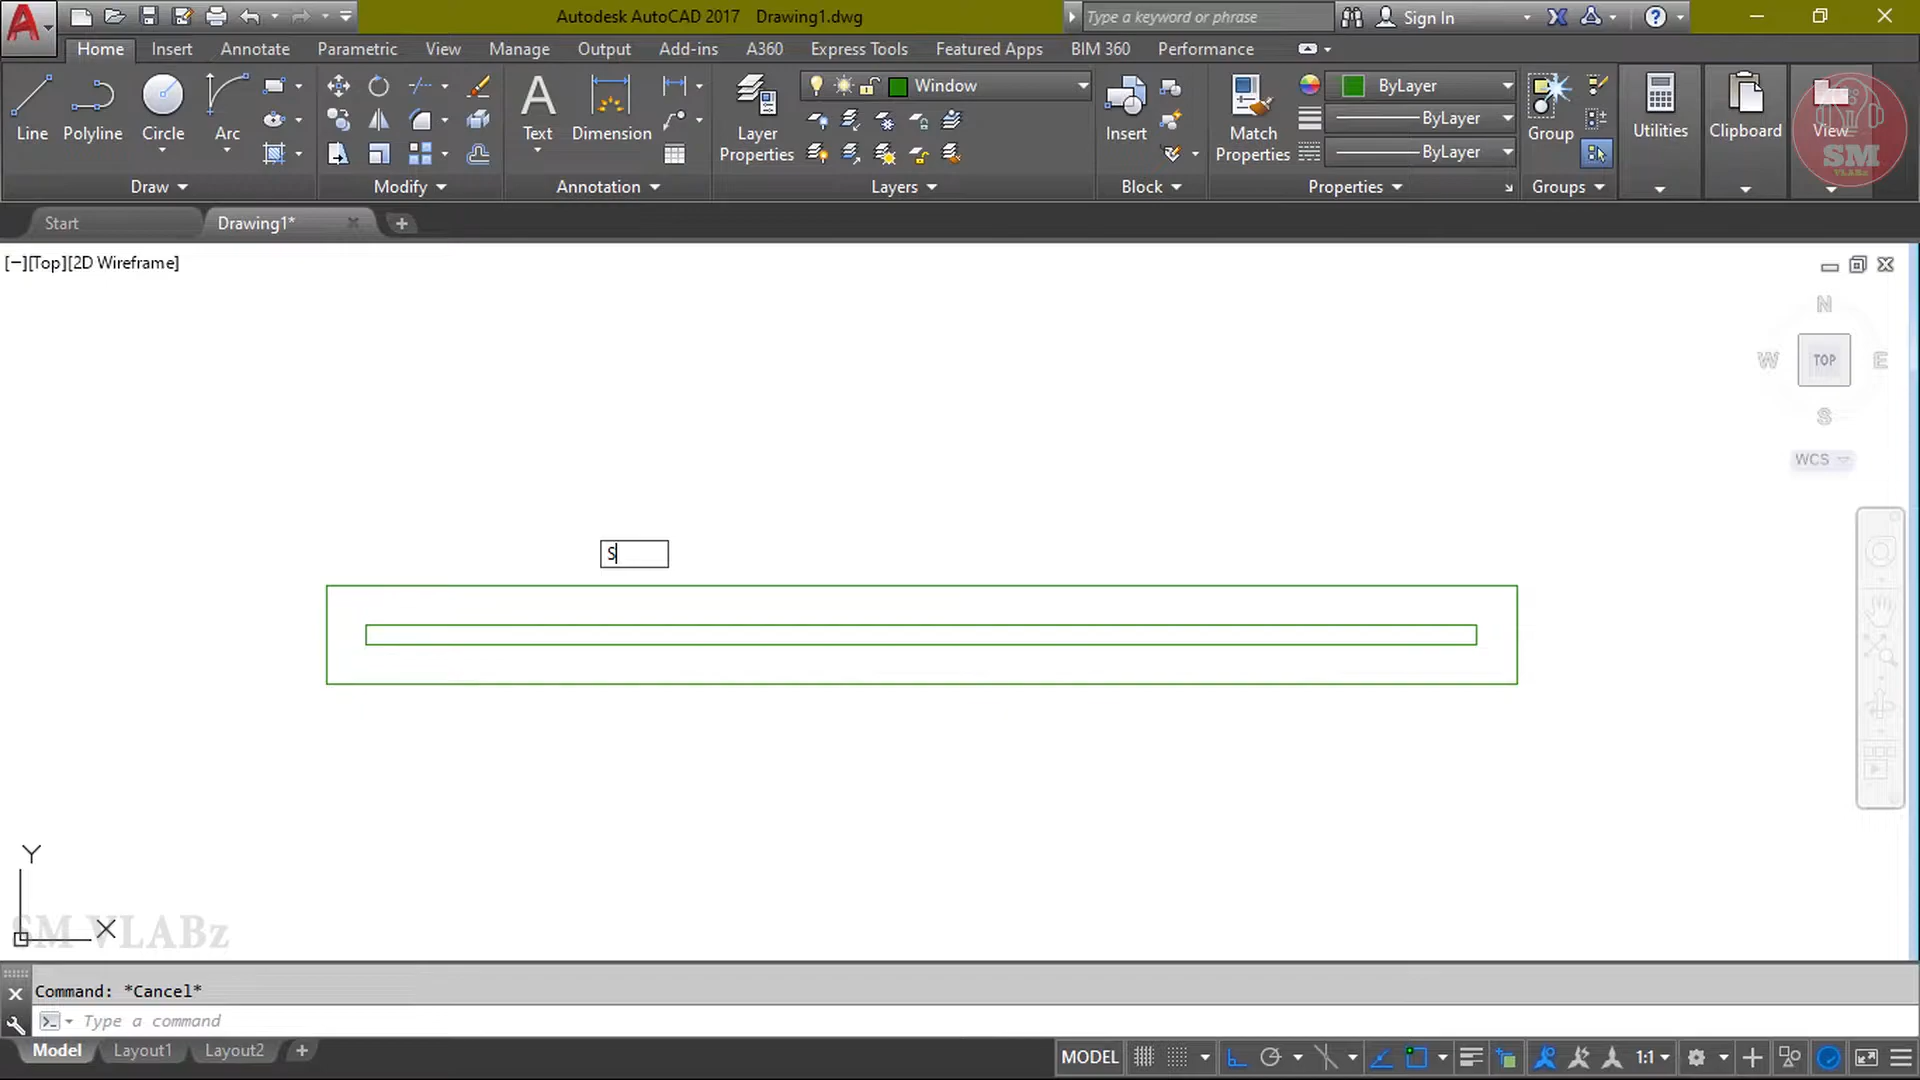 Autodesk AutoCAD 2017 Drawing1.dwg
Type a keyword or phrase
Sign In
Home Insert Annotate Parametric View Manage Output Add-ins A360 Express Tools Featured Apps BIM 360 Performance
Line
Polyline
Circle
Arc
Text
Dimension
Layer
Properties
Window
Insert
Match
Properties
ByLayer
ByLayer
ByLayer
Group
Utilities
Clipboard
View
SM
VLABz
Draw
Modify
Annotation
Layers
Block
Properties
Groups
Start
Drawing1*
[−][Top][2D Wireframe]
N
W
TOP
E
S
WCS
S
Y
X
SM VLABz
Command: *Cancel*
Type a command
Model
Layout1
Layout2
MODEL
1:1